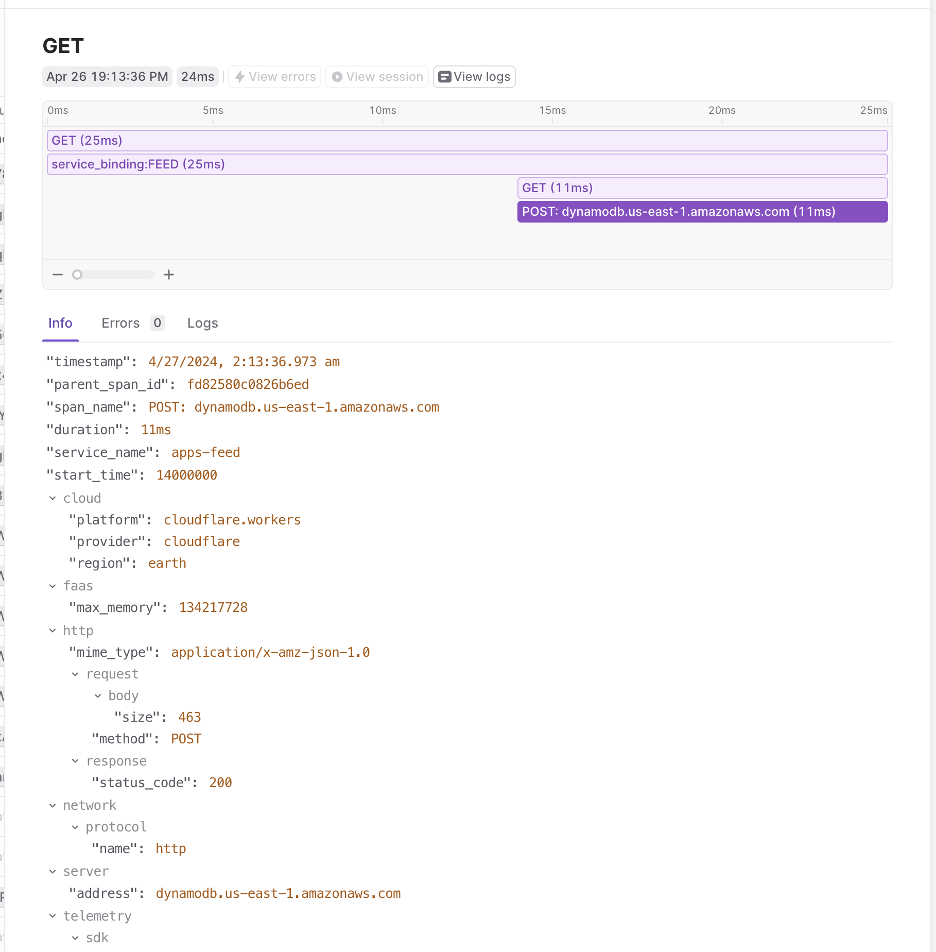 GET
Apr 26 19:13:36 PM 24ms View errors View session View logs
0ms 5ms 10ms 15ms 20ms 25ms
GET (25ms)
service_binding:FEED (25ms)
GET (11ms)
POST: dynamodb.us-east-1.amazonaws.com (11ms)
Info Errors 0 Logs
"timestamp": 4/27/2024, 2:13:36.973 am
"parent_span_id": fd82580c0826b6ed
"span_name": POST: dynamodb.us-east-1.amazonaws.com
"duration": 11ms
"service_name": apps-feed
"start_time": 14000000
cloud
"platform": cloudflare.workers
"provider": cloudflare
"region": earth
faas
"max_memory": 134217728
http
"mime_type": application/x-amz-json-1.0
request
body
"size": 463
"method": POST
response
"status_code": 200
network
protocol
"name": http
server
"address": dynamodb.us-east-1.amazonaws.com
telemetry
sdk